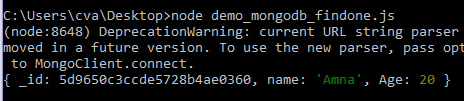 C:\Users\cva\Desktop>node demo_mongodb_findone.js
(node:8648) DeprecationWarning: current URL string parser
moved in a future version. To use the new parser, pass opt
 to MongoClient.connect.
{ _id: 5d9650c3ccde5728b4ae0360, name: 'Amna', Age: 20 }